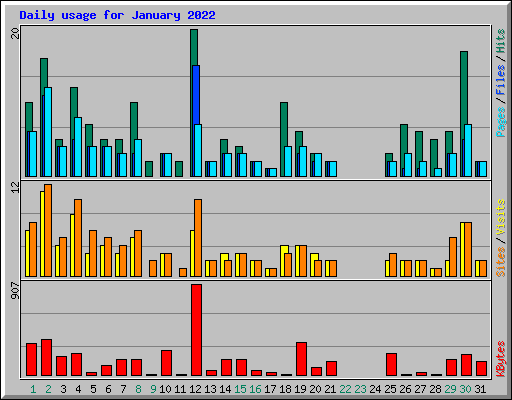 Daily usage for January 2022
20
Pages / Files / Hits
12
Sites / Visits
907
KBytes
1 2 3 4 5 6 7 8 9 10 11 12 13 14 15 16 17 18 19 20 21 22 23 24 25 26 27 28 29 30 31